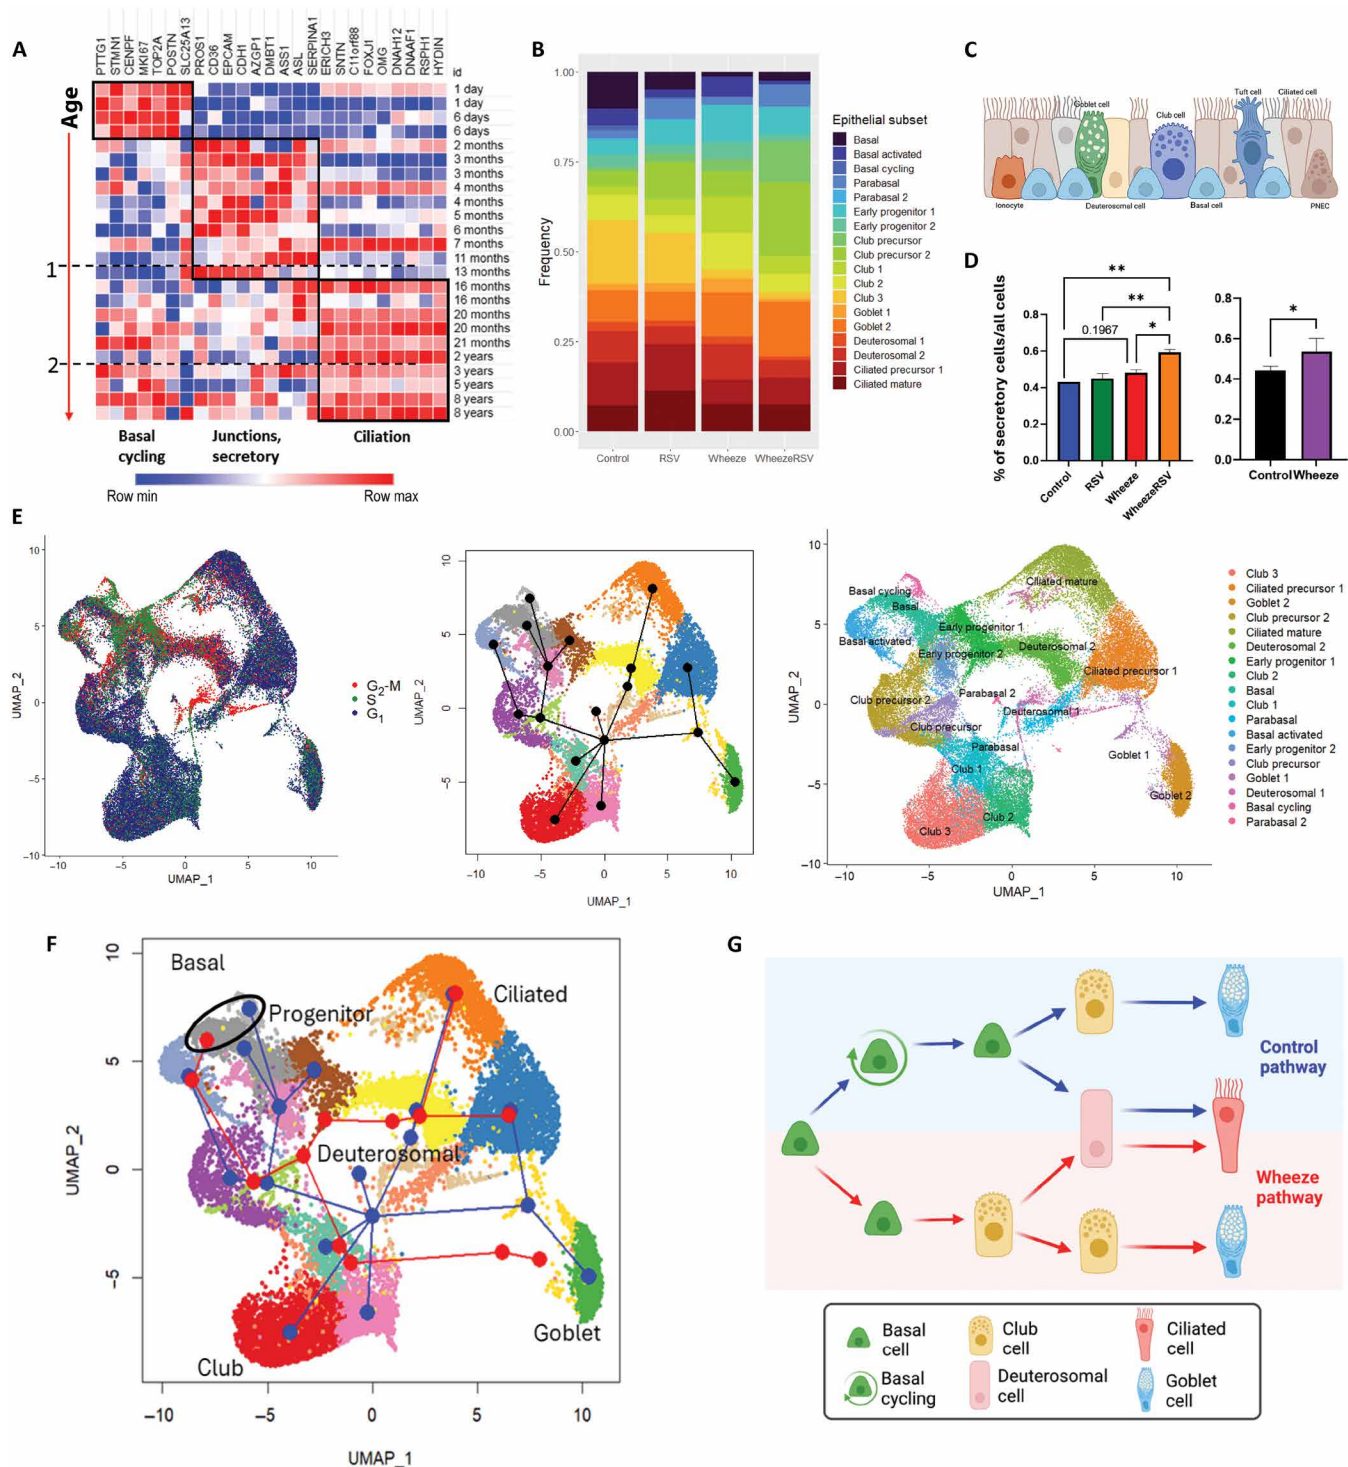 A
PTTG1
STMN1
CENPF
MKI67
TOP2A
POSTN
SLC25A13
PROS1
CD36
EPCAM
CDH1
AZGP1
DMBT1
ASS1
ASL
SERPINA1
ERICH3
SNTN
C11orf88
FOXJ1
OMG
DNAH12
DNAAF1
RSPH1
HYDIN
id
Age
1 day
1 day
6 days
6 days
2 months
3 months
3 months
4 months
4 months
5 months
6 months
7 months
11 months
1
13 months
16 months
16 months
20 months
20 months
21 months
2 years
2
3 years
5 years
8 years
8 years
Basal
cycling
Junctions,
secretory
Ciliation
Row min
Row max
B
Frequency
1.00
0.75
0.50
0.25
0.00
Control
RSV
Wheeze
WheezeRSV
Epithelial subset
Basal
Basal activated
Basal cycling
Parabasal
Parabasal 2
Early progenitor 1
Early progenitor 2
Club precursor
Club precursor 2
Club 1
Club 2
Club 3
Goblet 1
Goblet 2
Deuterosomal 1
Deuterosomal 2
Ciliated precursor 1
Ciliated mature
C
Goblet cell
Club cell
Tuft cell
Ciliated cell
Ionocyte
Deuterosomal cell
Basal cell
PNEC
D
% of secretory cells/all cells
0.8
0.6
0.4
0.2
0.0
**
**
0.1967
*
Control
RSV
Wheeze
WheezeRSV
0.8
0.6
0.4
0.2
0.0
*
Control
Wheeze
E
UMAP_2
10
5
0
−5
−10
−10
−5
0
5
10
UMAP_1
G2-M
S
G1
UMAP_2
10
5
0
−5
−10
−5
0
5
10
UMAP_1
UMAP_2
10
5
0
−5
−10
−10
−5
0
5
10
UMAP_1
Ciliated mature
Basal cycling
Basal
Early progenitor 1
Basal activated
Early progenitor 2
Deuterosomal 2
Ciliated precursor 1
Parabasal 2
Club precursor 2
Deuterosomal 1
Club precursor
Parabasal
Goblet 1
Club 1
Goblet 2
Club 2
Club 3
Club 3
Ciliated precursor 1
Goblet 2
Club precursor 2
Ciliated mature
Deuterosomal 2
Early progenitor 1
Club 2
Basal
Club 1
Parabasal
Basal activated
Early progenitor 2
Club precursor
Goblet 1
Deuterosomal 1
Basal cycling
Parabasal 2
F
UMAP_2
10
5
0
−5
−10
−5
0
5
10
UMAP_1
Basal
Progenitor
Ciliated
Deuterosomal
Goblet
Club
G
Control
pathway
Wheeze
pathway
Basal
cell
Club
cell
Ciliated
cell
Basal
cycling
Deuterosomal
cell
Goblet
cell